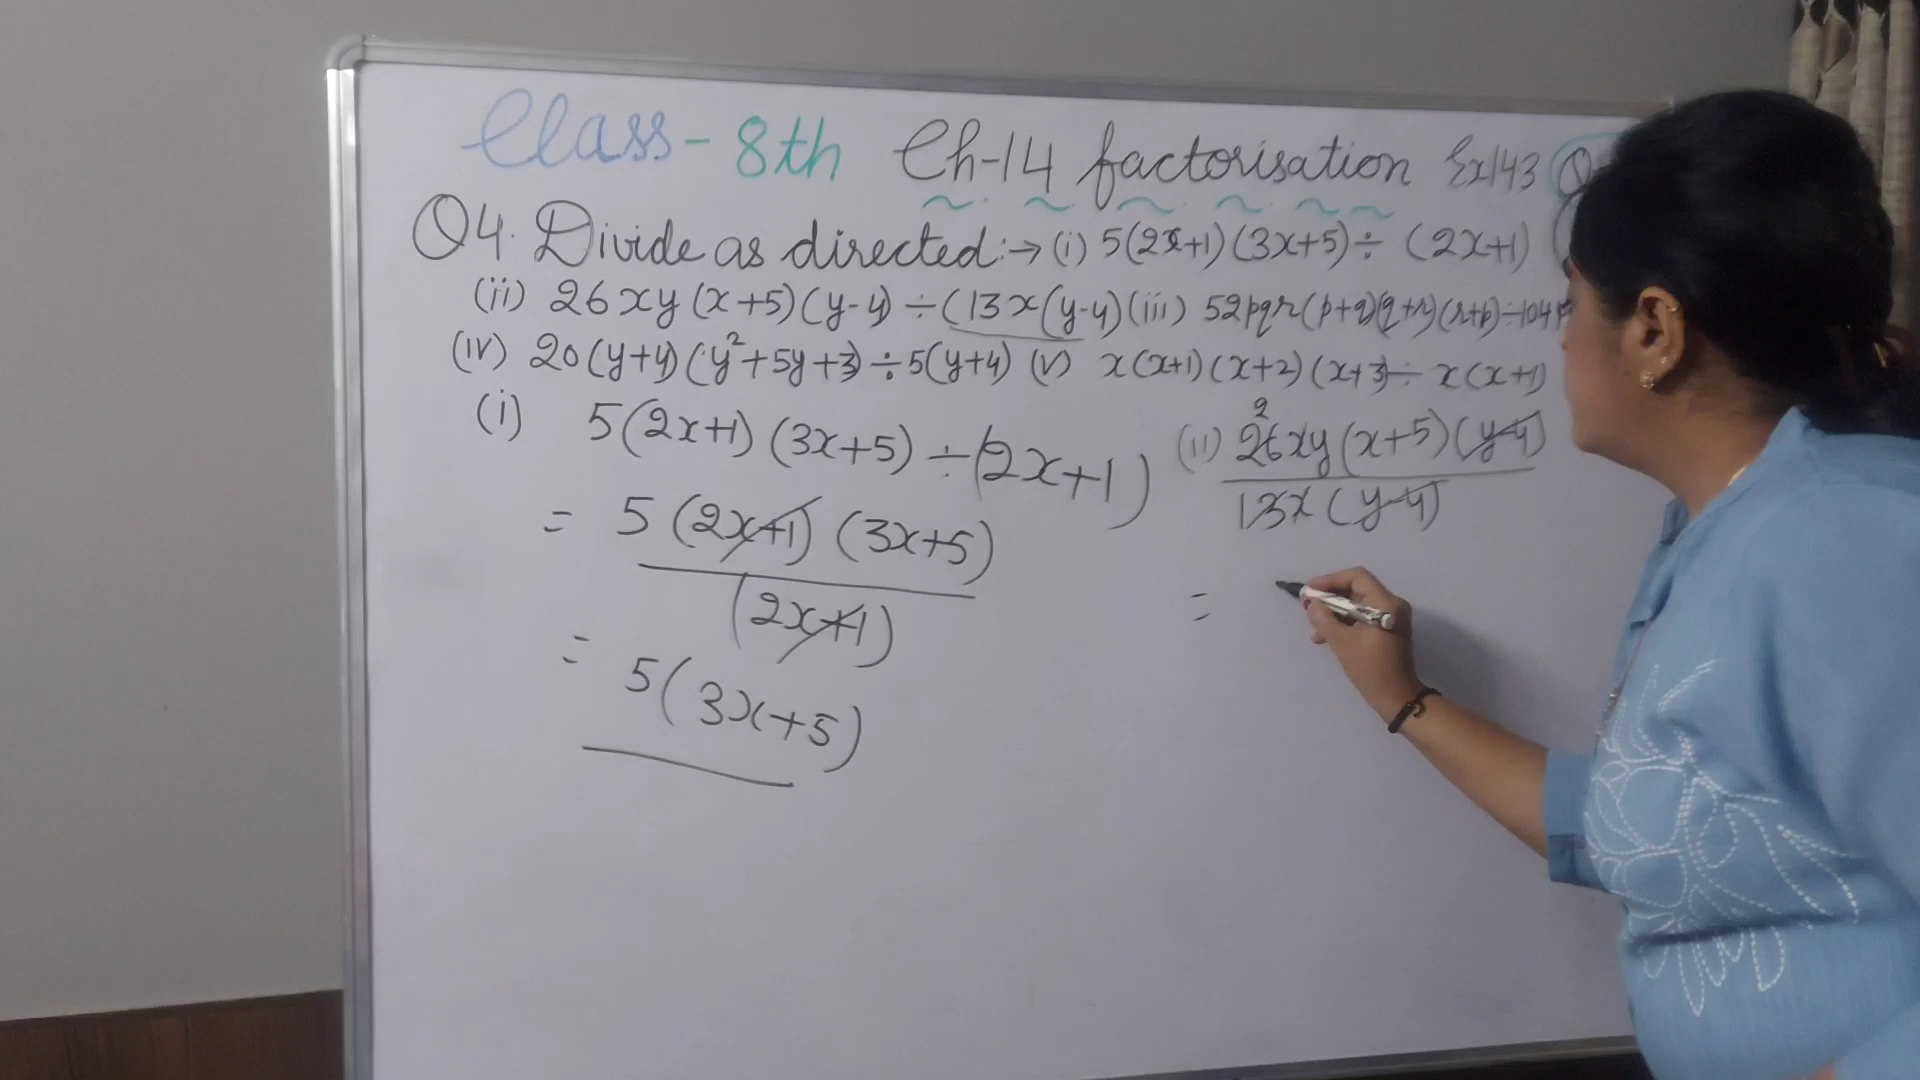 Class - 8th Ch-14 factorisation Ex143 Q
Q4. Divide as directed:→ (i) 5(2x+1)(3x+5)÷ (2x+1)
(ii) 26xy(x+5)(y-4)÷(13x(y-4) (iii) 52pqr(p+q)(q+r)(r+p)÷104p
(iv) 20(y+4)(y²+5y+3)÷5(y+4) (v) x(x+1)(x+2)(x+3)÷ x(x+1)
(i) 5(2x+1)(3x+5)÷(2x+1)
= 5(2x+1)(3x+5)
(2x+1)
= 5(3x+5)
2
(ii) 26xy(x+5)(y-4)
13x(y-4)
=